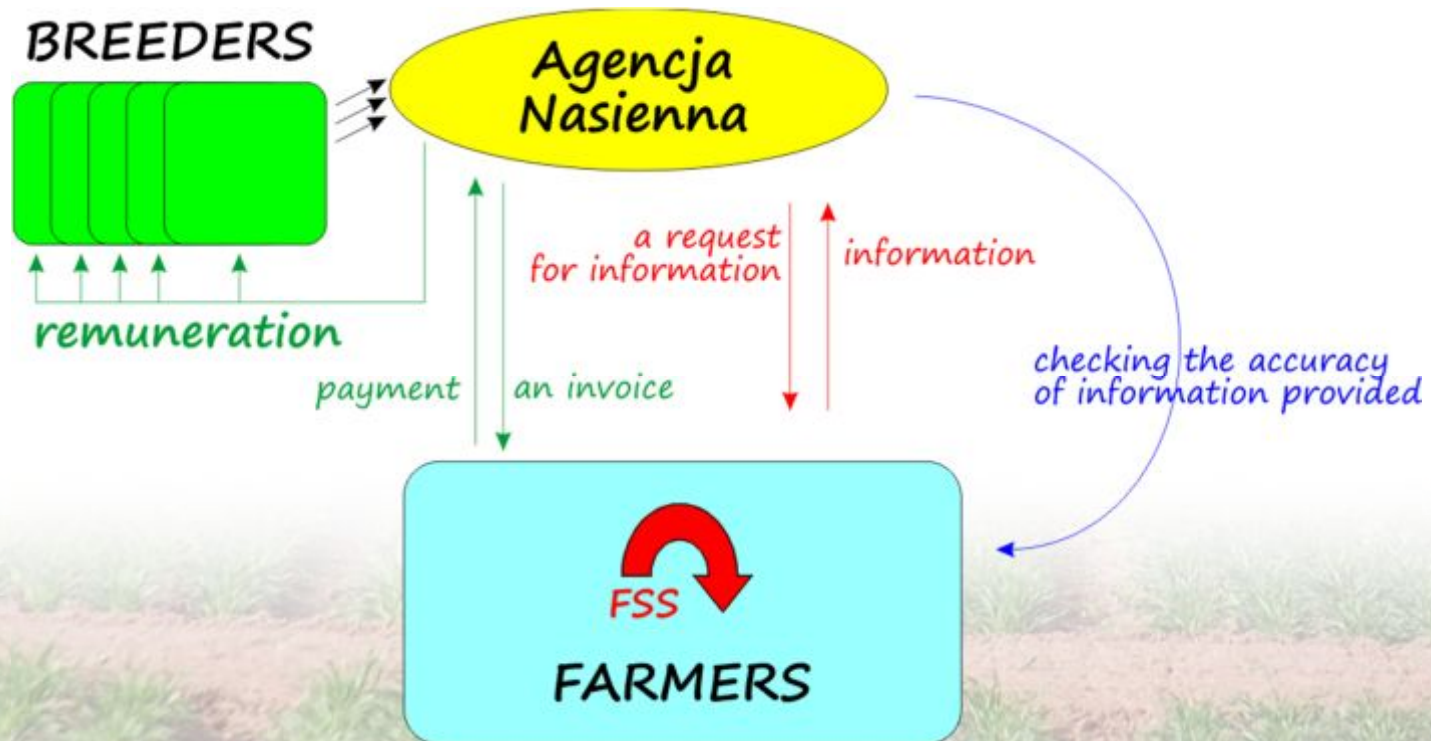 BREEDERS
Agencja
Nasienna
a request
for information
information
remuneration
payment
an invoice
checking the accuracy
of information provided
FSS
FARMERS